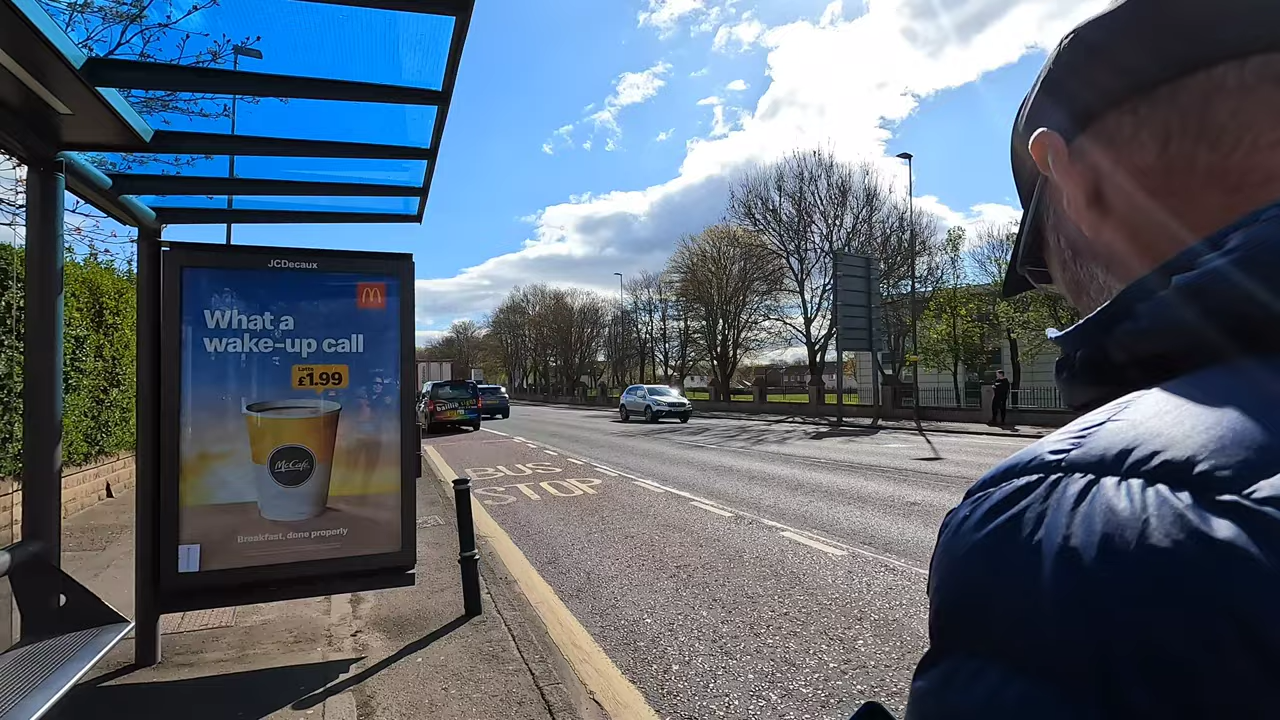 JCDecaux
What a
wake-up call
Latte
£1.99
McCafé
Breakfast, done properly
BUS
STOP